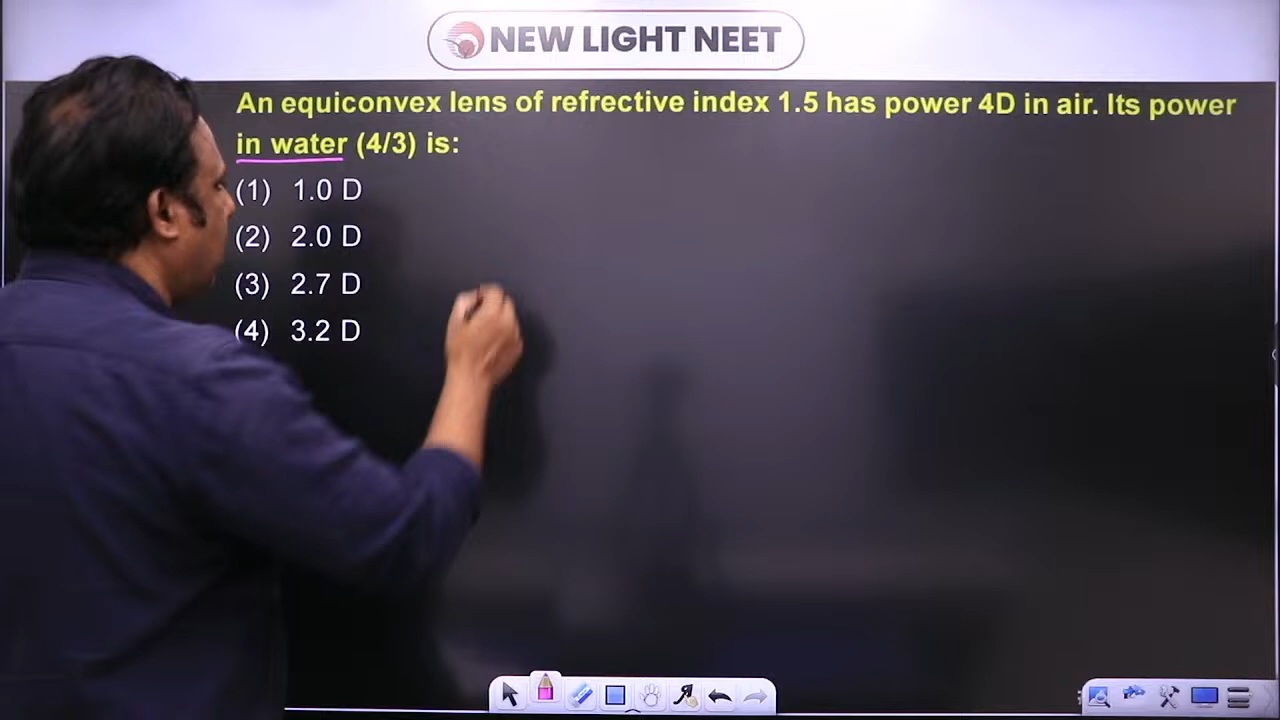 NEW LIGHT NEET
An equiconvex lens of refrective index 1.5 has power 4D in air. Its power
in water (4/3) is:
(1) 1.0 D
(2) 2.0 D
(3) 2.7 D
(4) 3.2 D